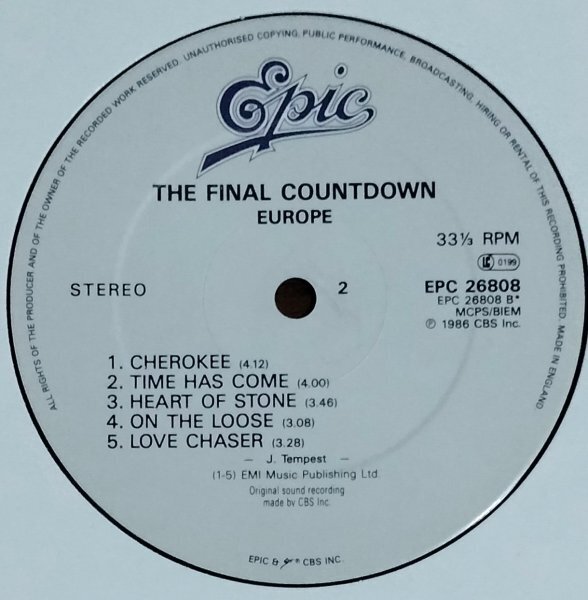 ALL RIGHTS OF THE PRODUCER AND OF THE OWNER OF THE RECORDED WORK RESERVED. UNAUTHORISED COPYING, PUBLIC PERFORMANCE, BROADCASTING, HIRING OR RENTAL OF THIS RECORDING PROHIBITED. MADE IN ENGLAND
Epic
THE FINAL COUNTDOWN
EUROPE
33⅓ RPM
LC 0199
STEREO
2
EPC 26808
EPC 26808 B*
MCPS/BIEM
℗ 1986 CBS Inc.
1. CHEROKEE (4.12)
2. TIME HAS COME (4.00)
3. HEART OF STONE (3.46)
4. ON THE LOOSE (3.08)
5. LOVE CHASER (3.28)
– J. Tempest –
(1-5) EMI Music Publishing Ltd.
Original sound recording
made by CBS Inc.
EPIC & ® CBS INC.